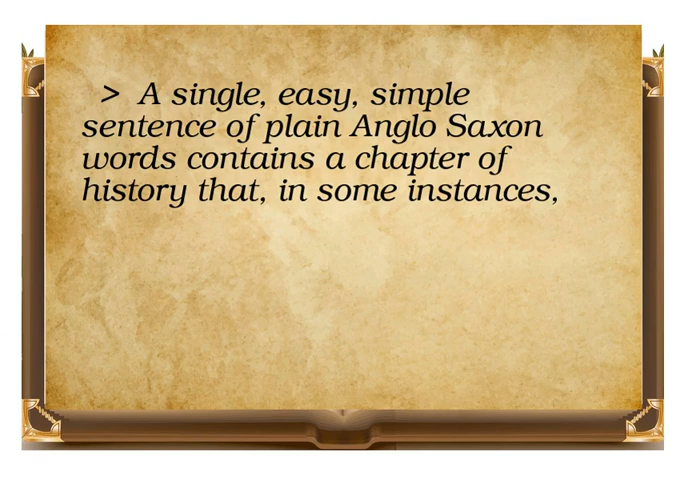 > A single, easy, simple
sentence of plain Anglo Saxon
words contains a chapter of
history that, in some instances,